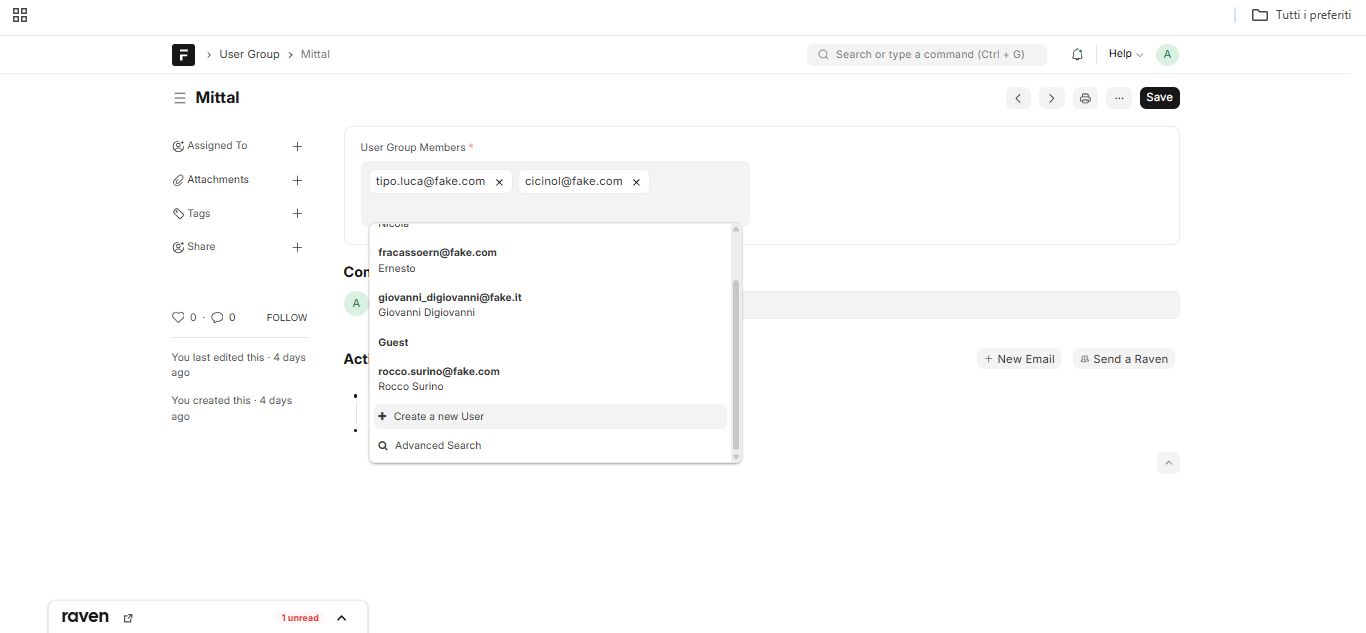 Tutti i preferiti
User Group
Mittal
Search or type a command (Ctrl + G)
Help
A
Mittal
Save
Assigned To
Attachments
Tags
Share
0 · 0
FOLLOW
You last edited this · 4 days
ago
You created this · 4 days
ago
User Group Members *
tipo.luca@fake.com
cicinol@fake.com
Nicola
fracassoern@fake.com
Ernesto
giovanni_digiovanni@fake.it
Giovanni Digiovanni
Guest
rocco.surino@fake.com
Rocco Surino
Create a new User
Advanced Search
Com
A
Acti
New Email
Send a Raven
raven
1 unread